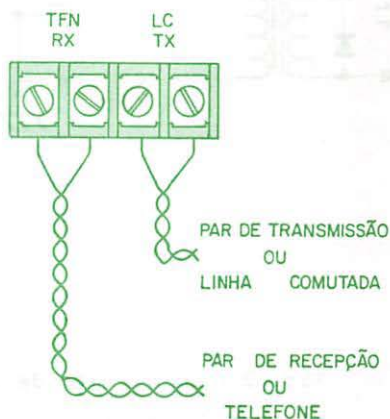 TFN LC
RX TX
PAR DE TRANSMISSÃO
OU
LINHA COMUTADA
PAR DE RECEPÇÃO
OU
TELEFONE